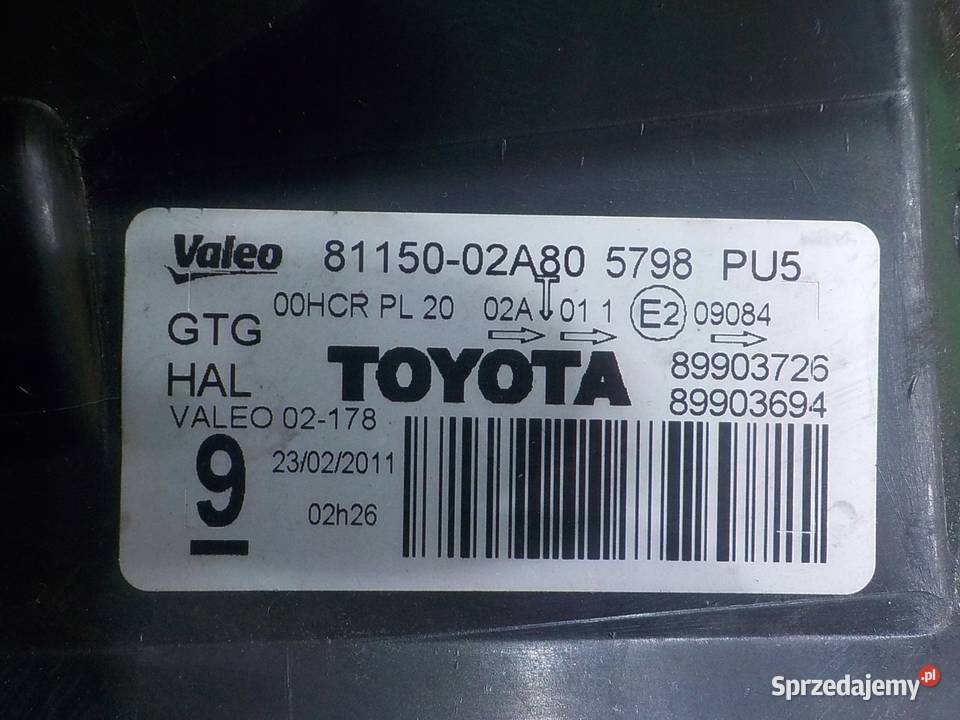 Valeo 81150-02A80 5798 PU5
00HCR PL 20 02A 01 1 E2 09084
GTG
HAL TOYOTA 89903726
89903694
VALEO 02-178
9 23/02/2011
02h26
Sprzedajemy.pl